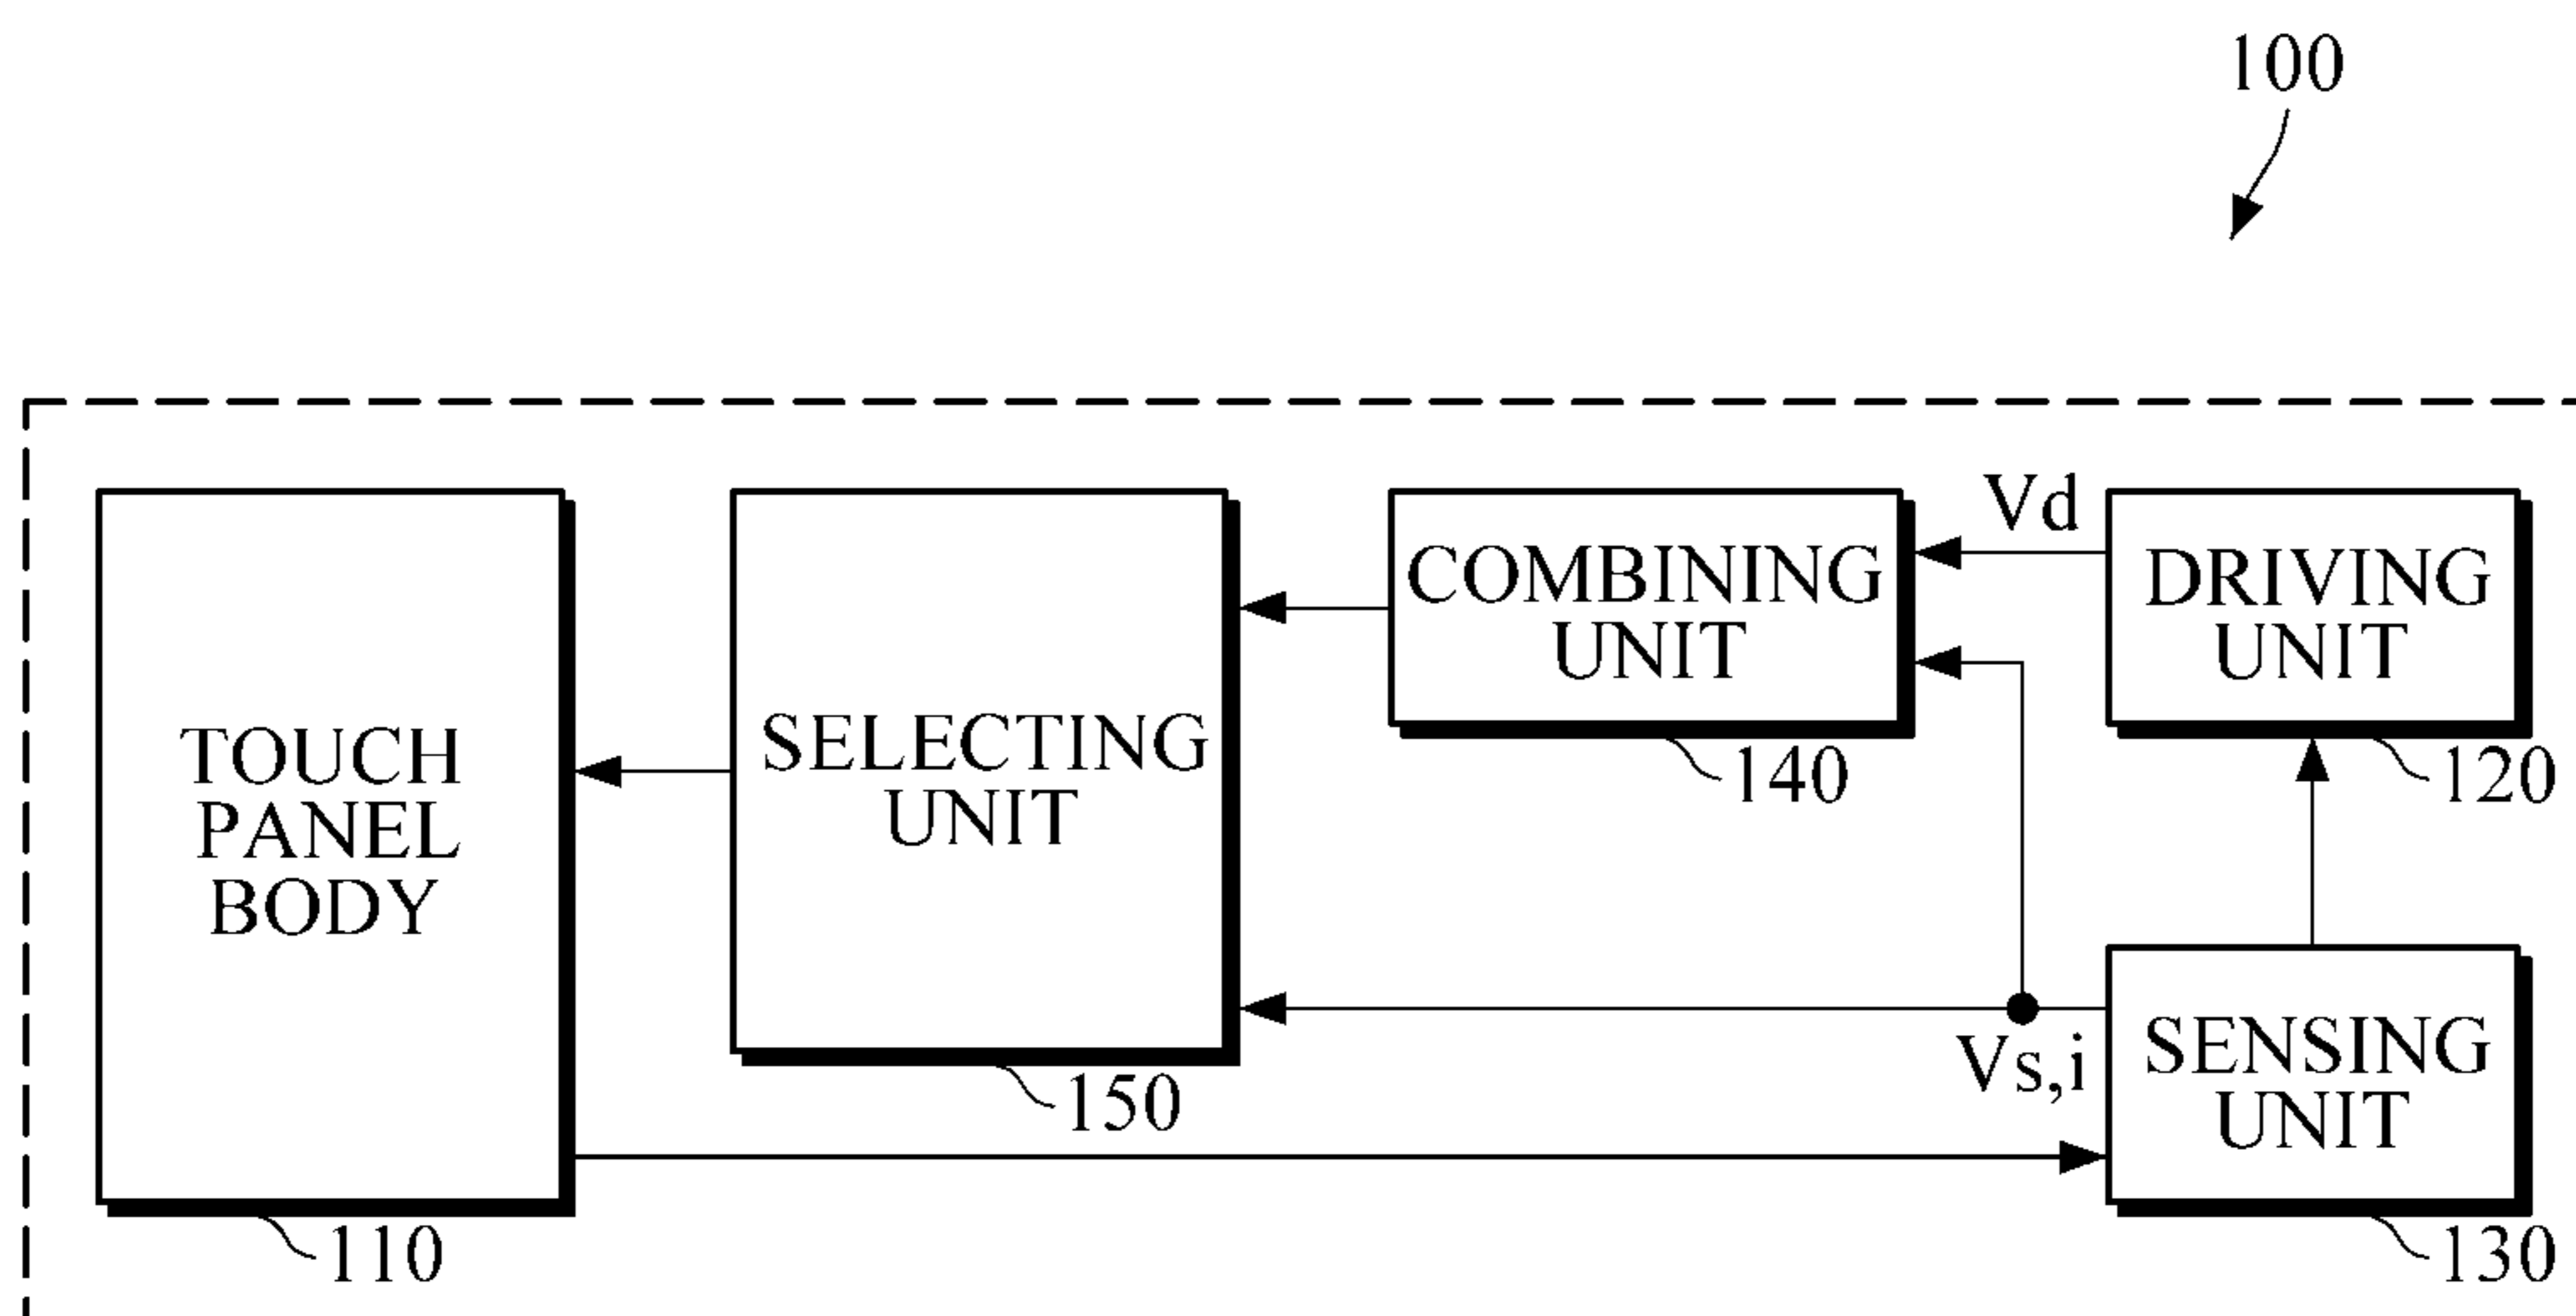 100
TOUCH
PANEL
BODY
110
SELECTING
UNIT
150
COMBINING
UNIT
140
Vd
DRIVING
UNIT
120
Vs,i
SENSING
UNIT
130